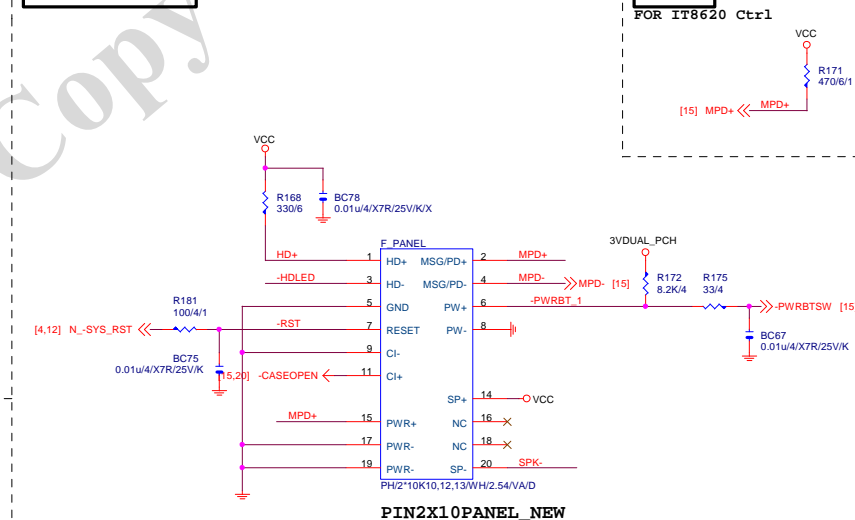 FOR IT8620 Ctrl
VCC
R171
470/6/1
[15] MPD+
MPD+
Copy
VCC
R168
330/6
BC78
0.01u/4/X7R/25V/K/X
F_PANEL
HD+
1
HD+
MSG/PD+
2
MPD+
-HDLED
3
HD-
MSG/PD-
4
MPD-
MPD- [15]
3VDUAL_PCH
R172
8.2K/4
R175
33/4
5
GND
PW+
6
-PWRBT_1
-PWRBTSW [15
BC67
0.01u/4/X7R/25V/K
R181
100/4/1
[4,12] N_-SYS_RST
-RST
7
RESET
PW-
8
BC75
0.01u/4/X7R/25V/K
9
CI-
[15,20] -CASEOPEN
11
CI+
SP+
14
VCC
MPD+
15
PWR+
NC
16
17
PWR-
NC
18
19
PWR-
SP-
20
SPK-
PH/2*10K10,12,13/WH/2.54/VA/D
PIN2X10PANEL_NEW